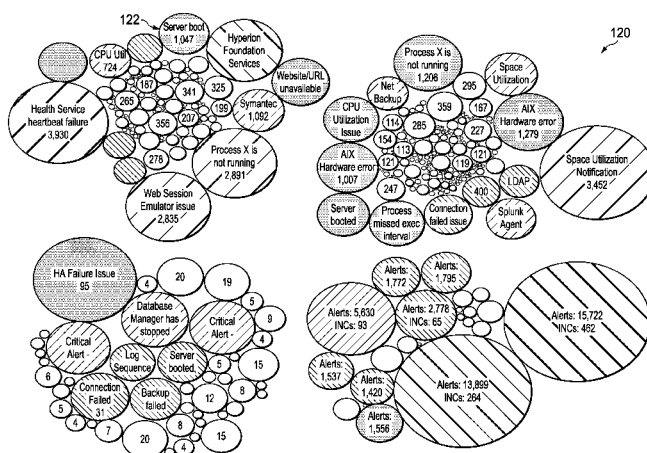 122
120
Server boot
1,047
Hyperion
Foundation
Services
CPU Util
724
187
341
325
Website/URL
unavailable
265
199
Symantec
1,092
Health Service
heartbeat failure
3,930
356
207
278
Process X is
not running
2,891
Web Session
Emulator issue
2,835
Process X
is not running
1,206
295
Space
Utilization
Net
Backup
359
187
CPU
Utilization
Issue
114
285
227
AIX
Hardware error
1,279
154
113
121
119
121
AIX
Hardware error
1,007
247
400
LDAP
Space Utilization
Notification
3,452
Server
booted
Process
missed exec
interval
Connection
failed issue
Splunk
Agent
HA Failure Issue
95
4
20
19
5
9
4
Database
Manager has
stopped
Critical
Alert -
Critical
Alert -
Log
Sequence
Server
booted,
5
15
6
Connection
Failed
31
Backup
failed
12
8
5
4
7
20
8
4
15
Alerts:
1,772
Alerts:
1,795
Alerts: 5,630
INCs: 93
Alerts: 2,778
INCs: 65
Alerts: 15,722
INCs: 462
Alerts:
1,537
Alerts:
1,420
Alerts: 13,899
INCs: 264
Alerts:
1,556